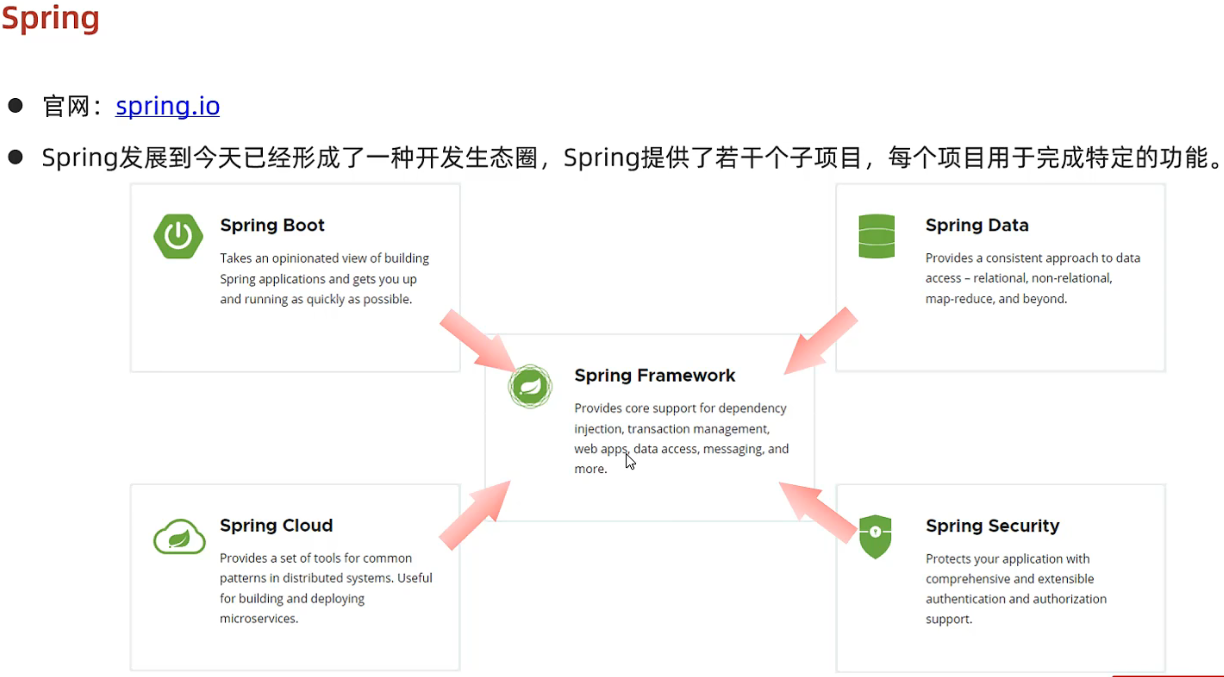 Spring
● 官网：spring.io
● Spring发展到今天已经形成了一种开发生态圈，Spring提供了若干个子项目，每个项目用于完成特定的功能。
Spring Boot
Takes an opinionated view of building
Spring applications and gets you up
and running as quickly as possible.
Spring Data
Provides a consistent approach to data
access – relational, non-relational,
map-reduce, and beyond.
Spring Framework
Provides core support for dependency
injection, transaction management,
web apps, data access, messaging, and
more.
Spring Cloud
Provides a set of tools for common
patterns in distributed systems. Useful
for building and deploying
microservices.
Spring Security
Protects your application with
comprehensive and extensible
authentication and authorization
support.